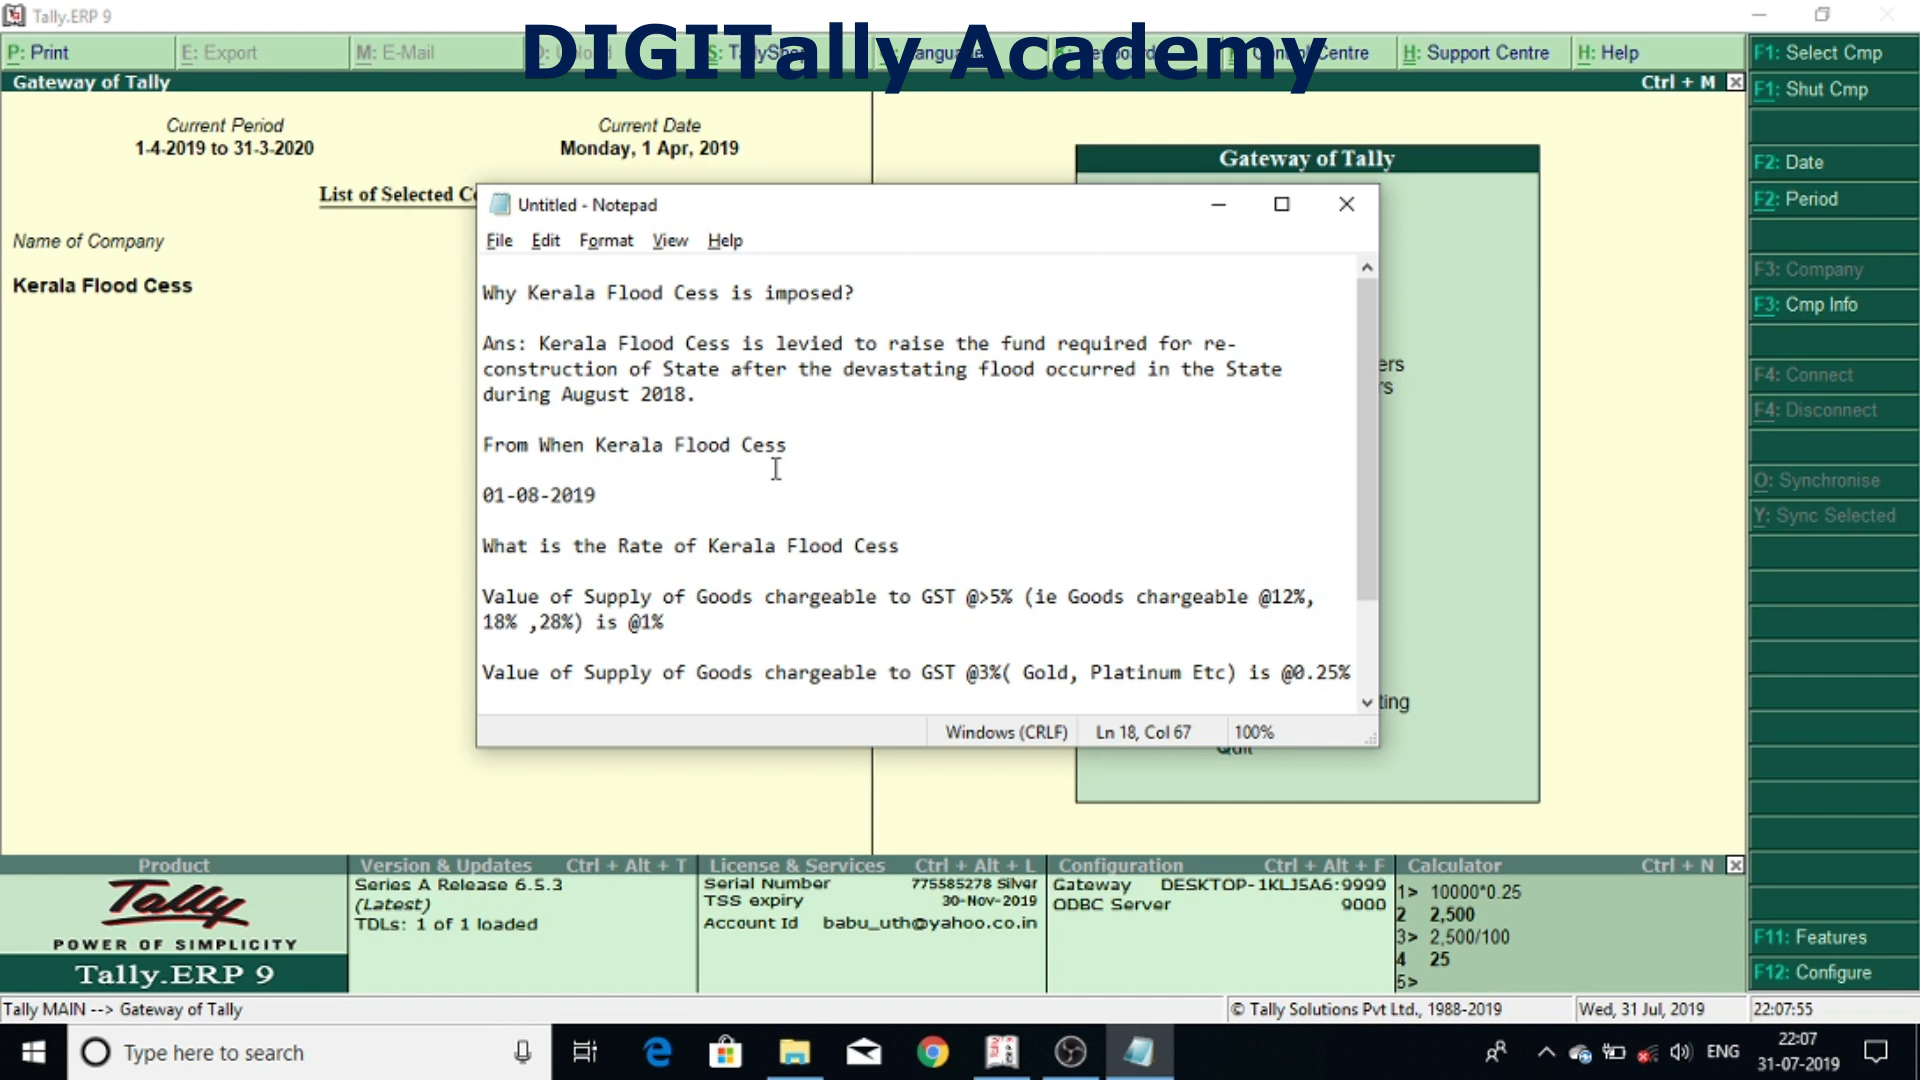 Tally.ERP 9
DIGITally Academy
P: Print
E: Export
M: E-Mail
H: Support Centre
H: Help
Gateway of Tally
Ctrl + M
Current Period
1-4-2019 to 31-3-2020
Current Date
Monday, 1 Apr, 2019
List of Selected
Name of Company
Kerala Flood Cess
Gateway of Tally
Quit
Untitled - Notepad
File Edit Format View Help
Why Kerala Flood Cess is imposed?
Ans: Kerala Flood Cess is levied to raise the fund required for re-
construction of State after the devastating flood occurred in the State
during August 2018.
From When Kerala Flood Cess
01-08-2019
What is the Rate of Kerala Flood Cess
Value of Supply of Goods chargeable to GST @>5% (ie Goods chargeable @12%,
18% ,28%) is @1%
Value of Supply of Goods chargeable to GST @3%( Gold, Platinum Etc) is @0.25%
Windows (CRLF)
Ln 18, Col 67
100%
F1: Select Cmp
F1: Shut Cmp
F2: Date
F2: Period
F3: Company
F3: Cmp Info
F4: Connect
F4: Disconnect
O: Synchronise
Y: Sync Selected
F11: Features
F12: Configure
Product
Tally
POWER OF SIMPLICITY
Tally.ERP 9
Version & Updates Ctrl + Alt + T
Series A Release 6.5.3
(Latest)
TDLs: 1 of 1 loaded
License & Services Ctrl + Alt + L
Serial Number 775585278 Silver
TSS expiry 30-Nov-2019
Account Id babu_uth@yahoo.co.in
Configuration Ctrl + Alt + F
Gateway DESKTOP-1KLJ5A6:9999
ODBC Server 9000
Calculator Ctrl + N
1> 10000*0.25
2 2,500
3> 2,500/100
4 25
5>
Tally MAIN --> Gateway of Tally
© Tally Solutions Pvt Ltd., 1988-2019
Wed, 31 Jul, 2019
22:07:55
Type here to search
ENG
22:07
31-07-2019